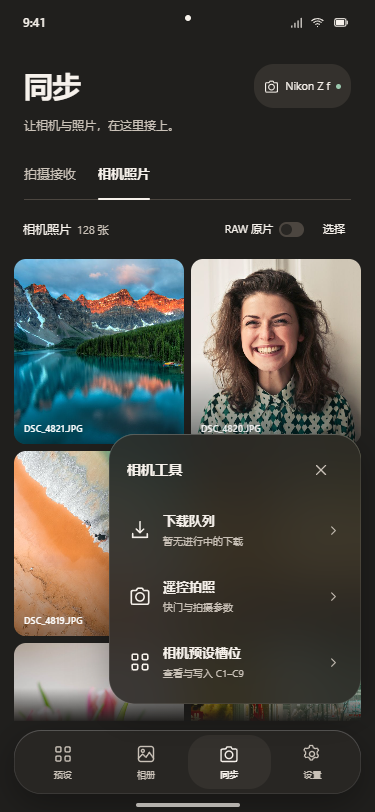 9:41
同步
Nikon Z f
让相机与照片，在这里接上。
拍摄接收
相机照片
相机照片 128 张
RAW 原片
选择
DSC_4821.JPG
DSC_4820.JPG
相机工具
下载队列
暂无进行中的下载
遥控拍照
快门与拍摄参数
DSC_4819.JPG
相机预设槽位
查看与写入 C1–C9
预设
相册
同步
设置